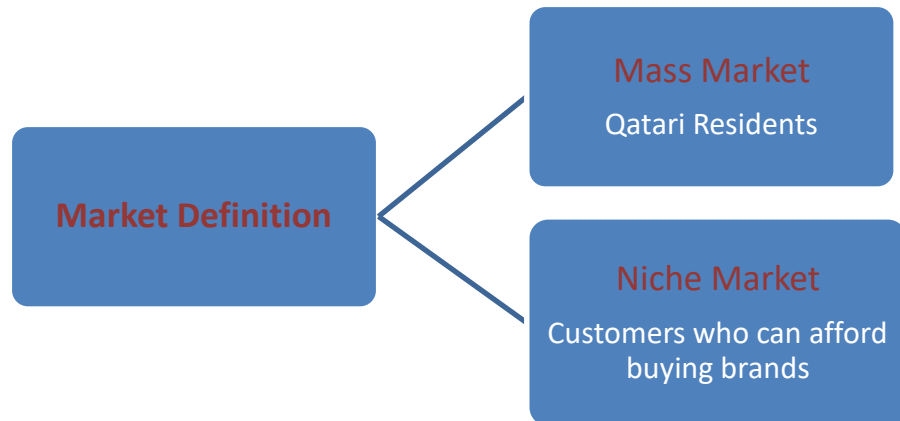 Market Definition
Mass Market
Qatari Residents
Niche Market
Customers who can afford
buying brands